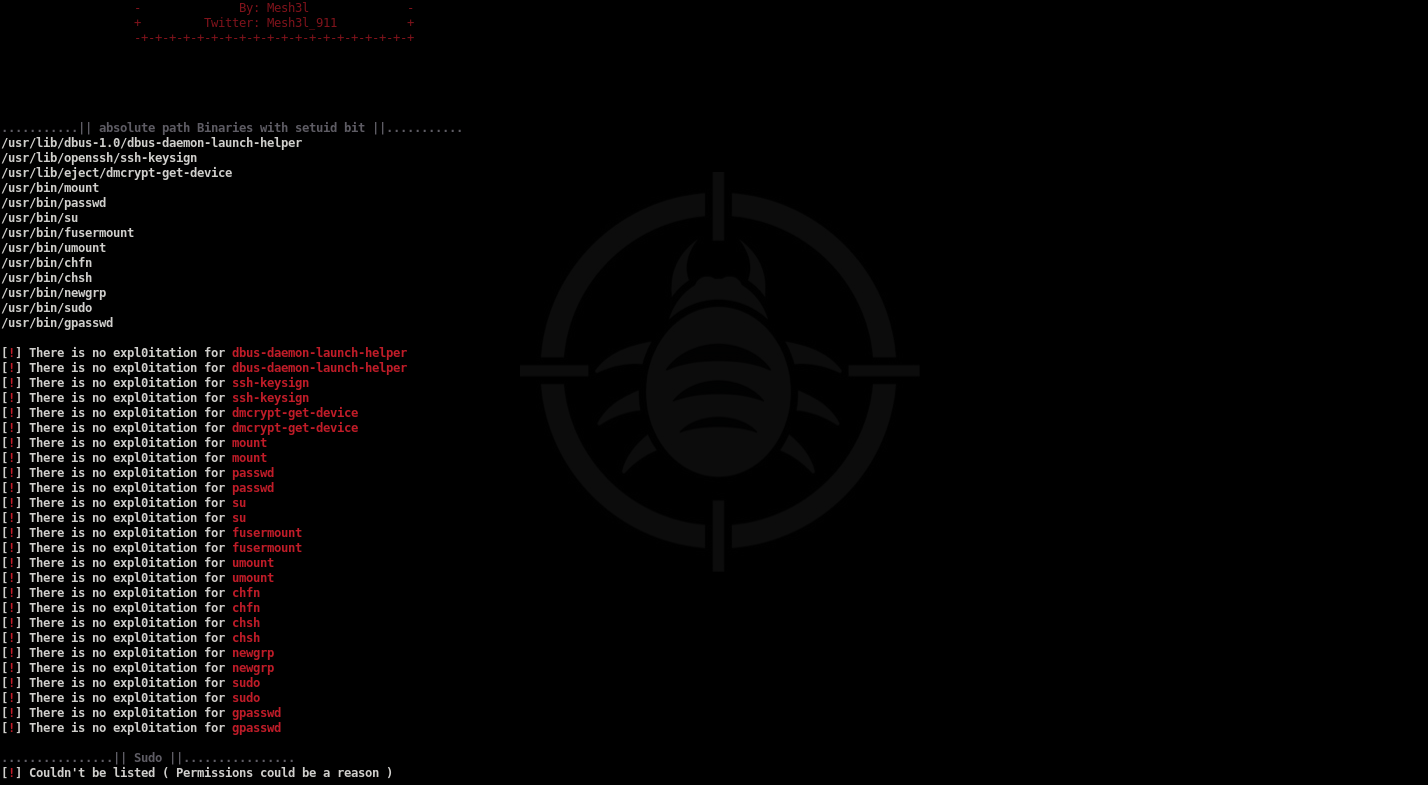 - By: Mesh3l -
+ Twitter: Mesh3l_911 +
-+-+-+-+-+-+-+-+-+-+-+-+-+-+-+-+-+-+-+-+
...........|| absolute path Binaries with setuid bit ||...........
/usr/lib/dbus-1.0/dbus-daemon-launch-helper
/usr/lib/openssh/ssh-keysign
/usr/lib/eject/dmcrypt-get-device
/usr/bin/mount
/usr/bin/passwd
/usr/bin/su
/usr/bin/fusermount
/usr/bin/umount
/usr/bin/chfn
/usr/bin/chsh
/usr/bin/newgrp
/usr/bin/sudo
/usr/bin/gpasswd
[!] There is no expl0itation for dbus-daemon-launch-helper
[!] There is no expl0itation for dbus-daemon-launch-helper
[!] There is no expl0itation for ssh-keysign
[!] There is no expl0itation for ssh-keysign
[!] There is no expl0itation for dmcrypt-get-device
[!] There is no expl0itation for dmcrypt-get-device
[!] There is no expl0itation for mount
[!] There is no expl0itation for mount
[!] There is no expl0itation for passwd
[!] There is no expl0itation for passwd
[!] There is no expl0itation for su
[!] There is no expl0itation for su
[!] There is no expl0itation for fusermount
[!] There is no expl0itation for fusermount
[!] There is no expl0itation for umount
[!] There is no expl0itation for umount
[!] There is no expl0itation for chfn
[!] There is no expl0itation for chfn
[!] There is no expl0itation for chsh
[!] There is no expl0itation for chsh
[!] There is no expl0itation for newgrp
[!] There is no expl0itation for newgrp
[!] There is no expl0itation for sudo
[!] There is no expl0itation for sudo
[!] There is no expl0itation for gpasswd
[!] There is no expl0itation for gpasswd
................|| Sudo ||................
[!] Couldn't be listed ( Permissions could be a reason )